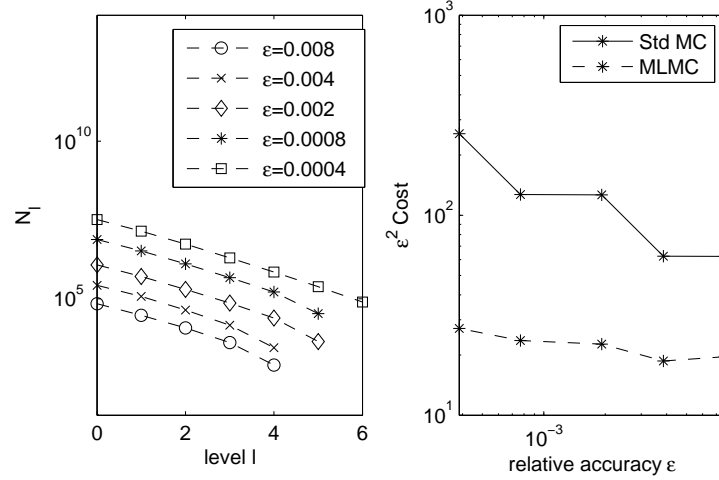 ε=0.008
ε=0.004
ε=0.002
ε=0.0008
ε=0.0004
10^10
10^5
N_l
0
2
4
6
level l
Std MC
MLMC
10^3
10^2
10^1
ε^2 Cost
10^-3
relative accuracy ε